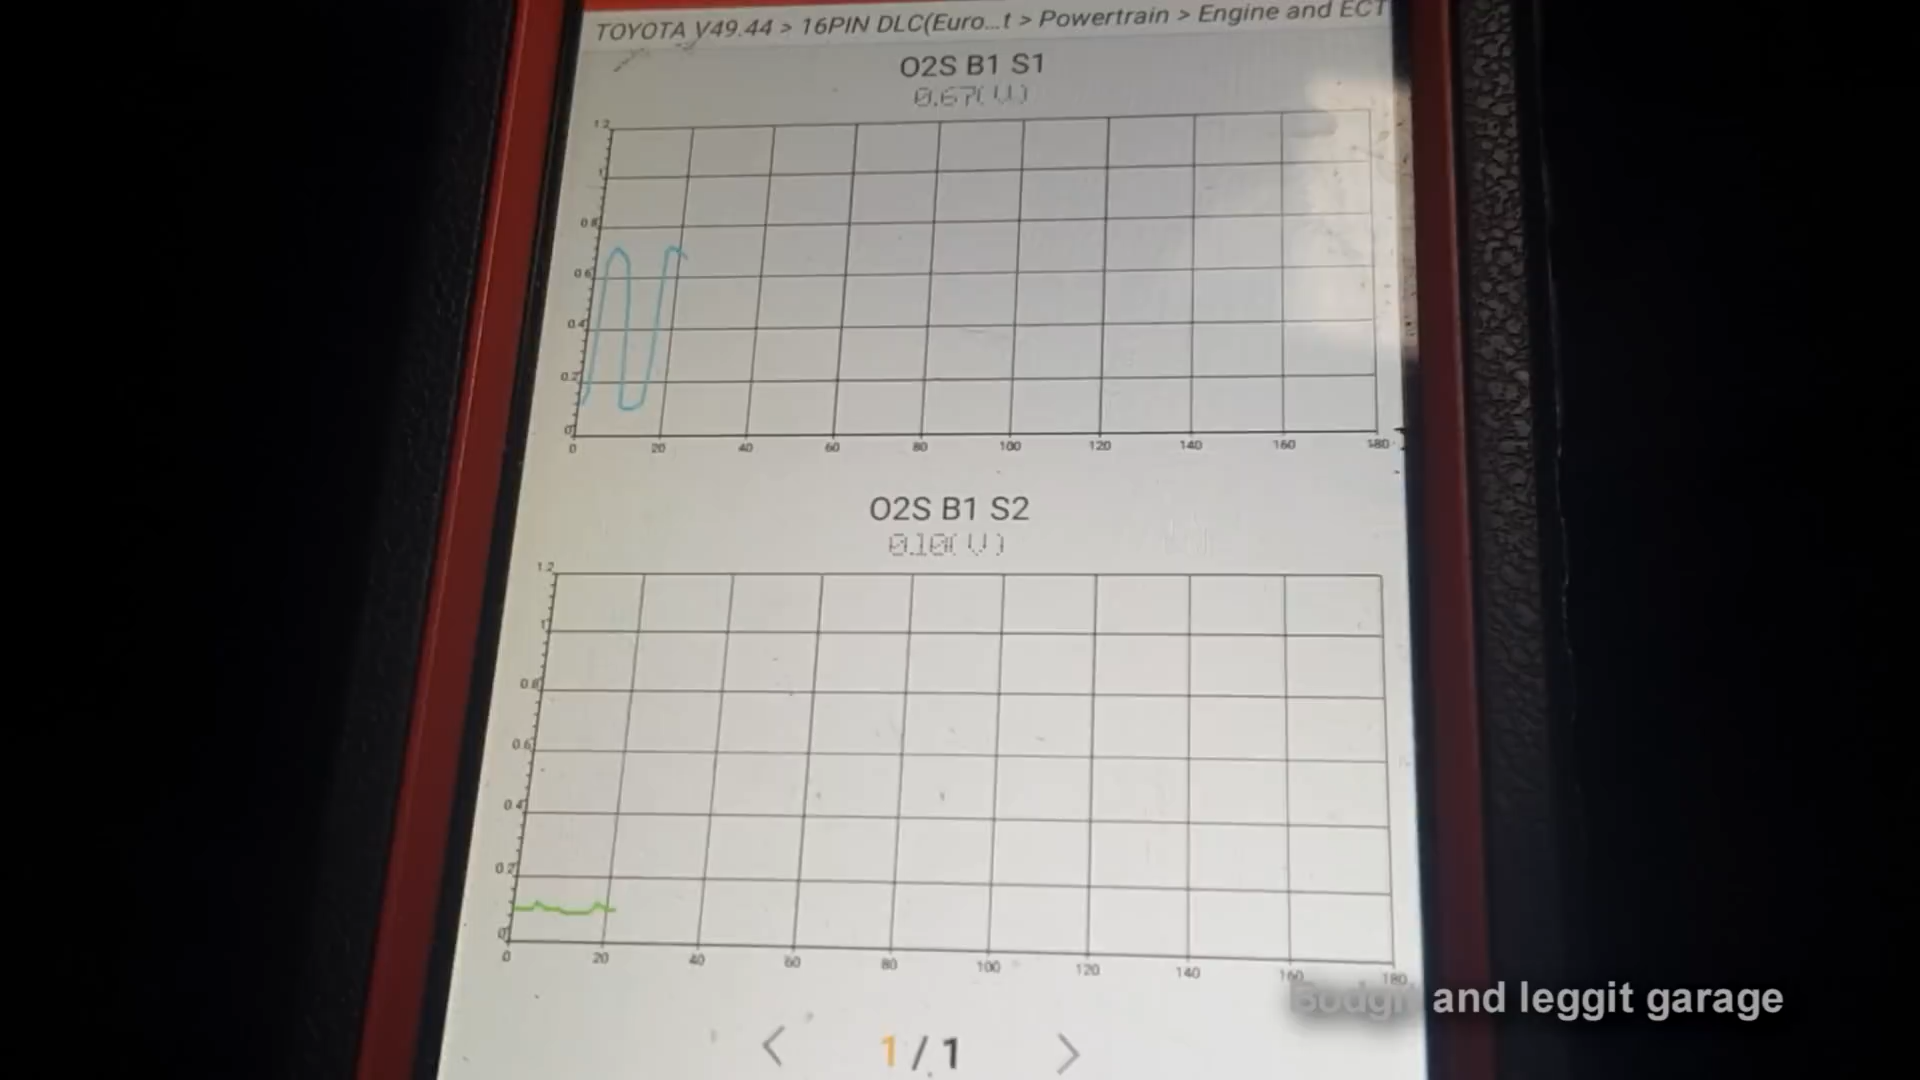 TOYOTA V49.44 > 16PIN DLC(Euro...t > Powertrain > Engine and ECT
O2S B1 S1
0.67(V)
1.2
1
0.8
0.6
0.4
0.2
0
0 20 40 60 80 100 120 140 160 180
O2S B1 S2
0.10(V)
1.2
1
0.8
0.6
0.4
0.2
0
0 20 40 60 80 100 120 140 160 180
Bodgit and leggit garage
< 1 / 1 >